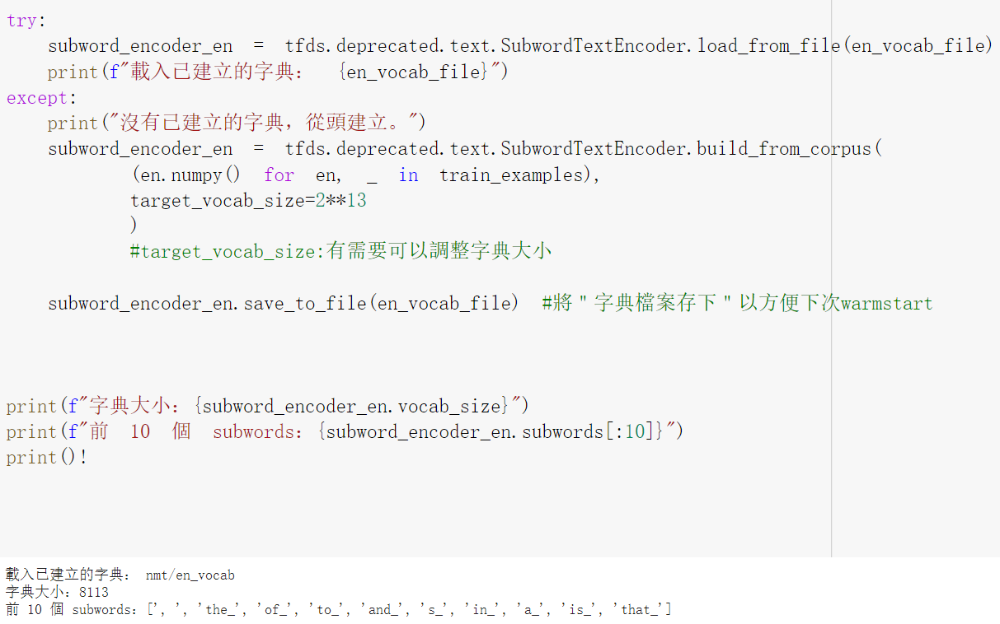 try:
    subword_encoder_en  =  tfds.deprecated.text.SubwordTextEncoder.load_from_file(en_vocab_file)
    print(f"載入已建立的字典：  {en_vocab_file}")
except:
    print("沒有已建立的字典，從頭建立。")
    subword_encoder_en  =  tfds.deprecated.text.SubwordTextEncoder.build_from_corpus(
            (en.numpy()  for  en,  _  in  train_examples),
            target_vocab_size=2**13
            )
            #target_vocab_size:有需要可以調整字典大小
    subword_encoder_en.save_to_file(en_vocab_file)  #將＂字典檔案存下＂以方便下次warmstart
print(f"字典大小：{subword_encoder_en.vocab_size}")
print(f"前  10  個  subwords：{subword_encoder_en.subwords[:10]}")
print()!
載入已建立的字典：  nmt/en_vocab
字典大小：8113
前 10 個 subwords：[', ', 'the_', 'of_', 'to_', 'and_', 's_', 'in_', 'a_', 'is_', 'that_']